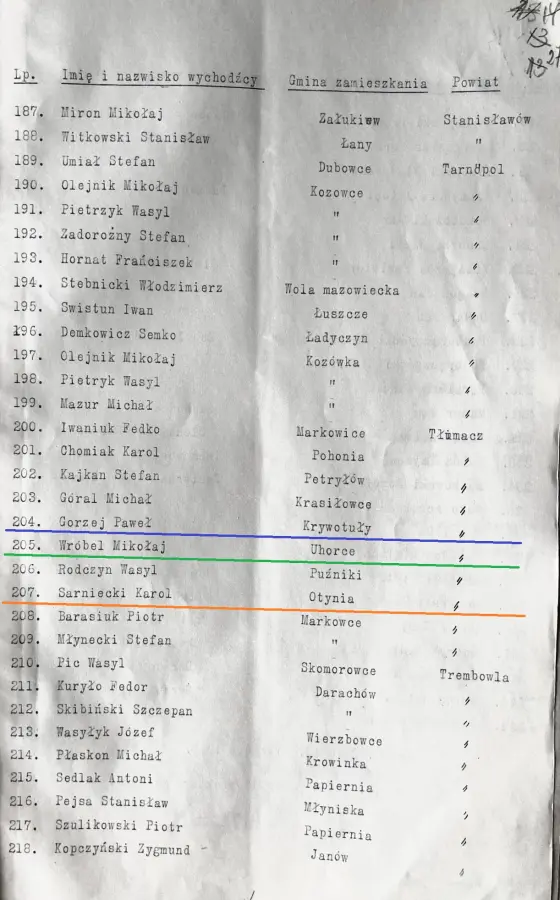 13
Lp. Imię i nazwisko wychodźcy Gmina zamieszkania Powiat
187. Miron Mikołaj Załukiew Stanisławów
188. Witkowski Stanisław Łany "
189. Umiał Stefan Dubowce Tarnopol
190. Olejnik Mikołaj Kozowce "
191. Pietrzyk Wasyl " "
192. Zadorożny Stefan " "
193. Hornat Frańciszek " "
194. Stebnicki Włodzimierz Wola mazowiecka "
195. Swistun Iwan Łuszcze "
196. Demkowicz Semko Ładyczyn "
197. Olejnik Mikołaj Kozówka "
198. Pietryk Wasyl " "
199. Mazur Michał " "
200. Iwaniuk Fedko Markowice Tłumacz
201. Chomiak Karol Pohonia "
202. Kajkan Stefan Petryłów "
203. Góral Michał Krasiłowce "
204. Gorzej Paweł Krywotuły "
205. Wróbel Mikołaj Uhorce "
206. Rodczyn Wasyl Puźniki "
207. Sarniecki Karol Otynia "
208. Barasiuk Piotr Markowce "
209. Młynecki Stefan " "
210. Pic Wasyl Skomorowce Trembowla
211. Kuryło Fedor Darachów "
212. Skibiński Szczepan " "
213. Wasyłyk Józef Wierzbowce "
214. Płaskon Michał Krowinka "
215. Sedlak Antoni Papiernia "
216. Pejsa Stanisław Młyniska "
217. Szulikowski Piotr Papiernia "
218. Kopczyński Zygmund - Janów "